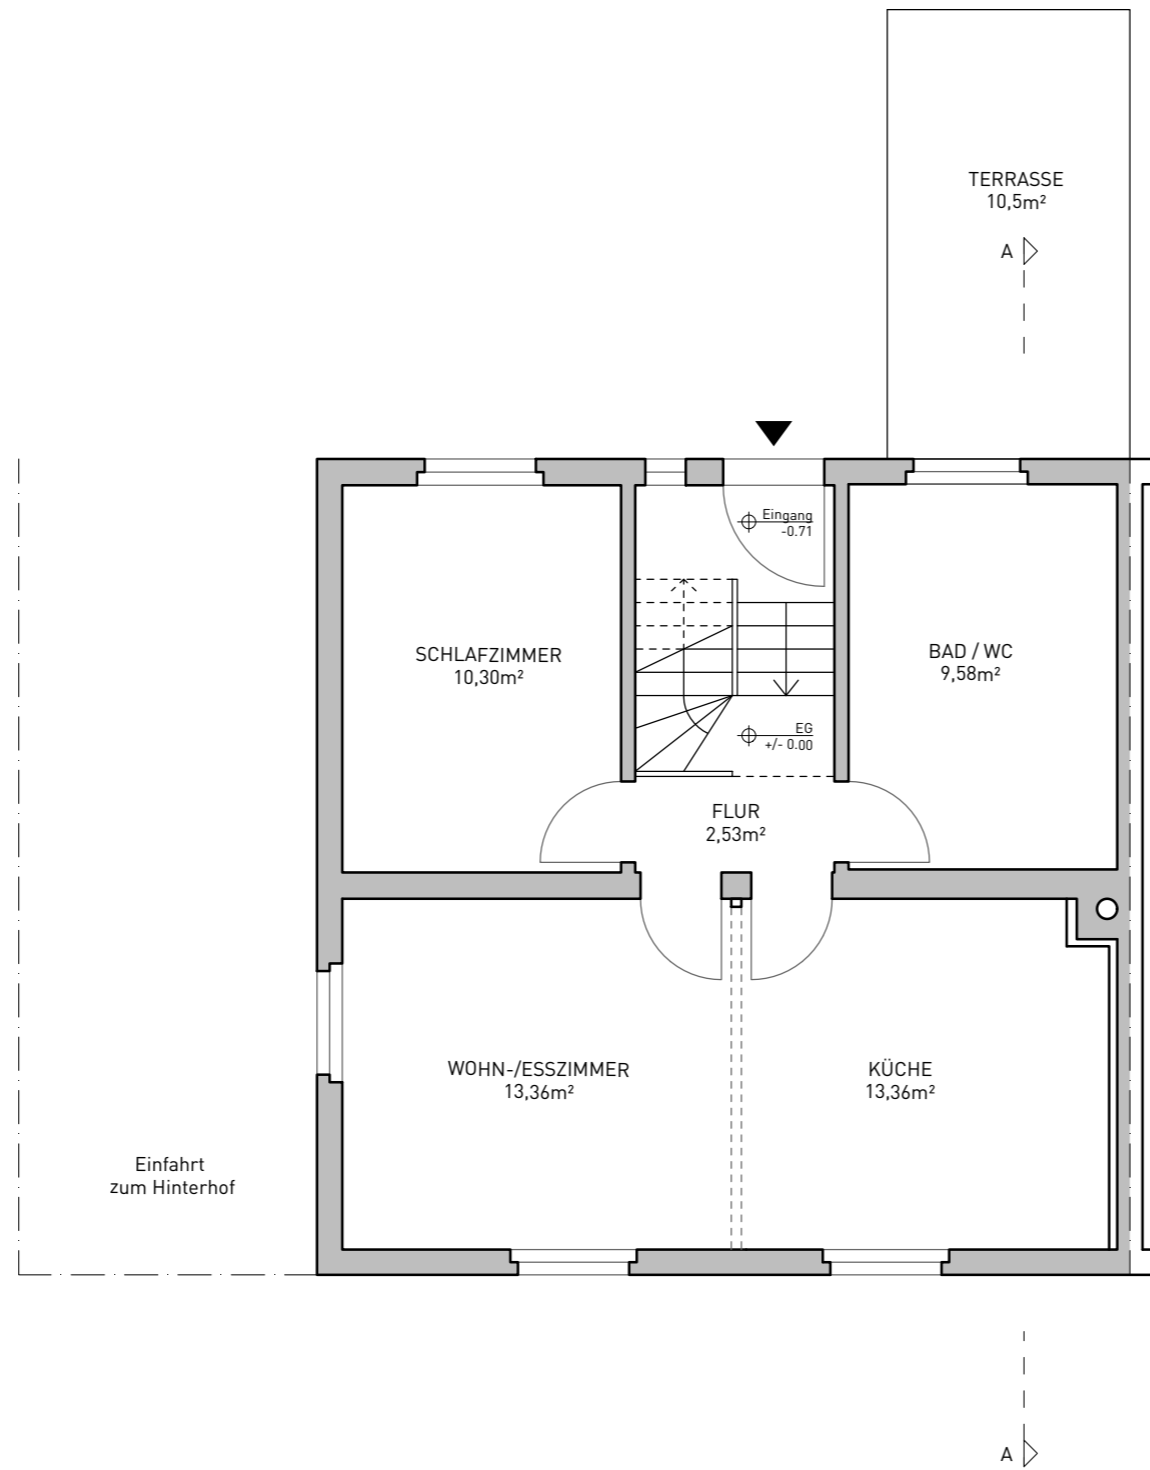 TERRASSE
10,5m²
A
Eingang
-0.71
SCHLAFZIMMER
10,30m²
BAD / WC
9,58m²
EG
+/- 0.00
FLUR
2,53m²
WOHN-/ESSZIMMER
13,36m²
KÜCHE
13,36m²
Einfahrt
zum Hinterhof
A